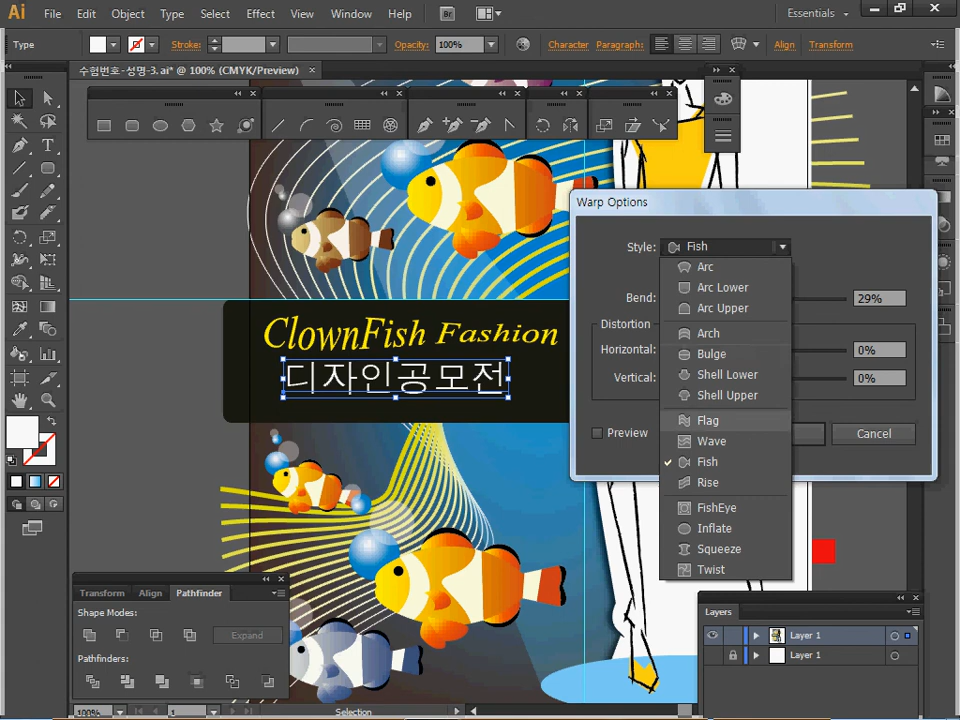 Ai File Edit Object Type Select Effect View Window Help Br Essentials
Type Stroke: Opacity: 100% Character Paragraph: Align Transform
수험번호-성명-3.ai* @ 100% (CMYK/Preview)
T
Warp Options
Style: Fish
Arc
Arc Lower
Arc Upper
Arch
Bulge
Shell Lower
Shell Upper
Flag
Wave
Fish
Rise
FishEye
Inflate
Squeeze
Twist
Bend: 29%
Distortion
Horizontal: 0%
Vertical: 0%
Preview Cancel
ClownFish Fashion
디자인공모전
Transform Align Pathfinder
Shape Modes:
Expand
Pathfinders:
Layers
Layer 1
Layer 1
100% 1 Selection